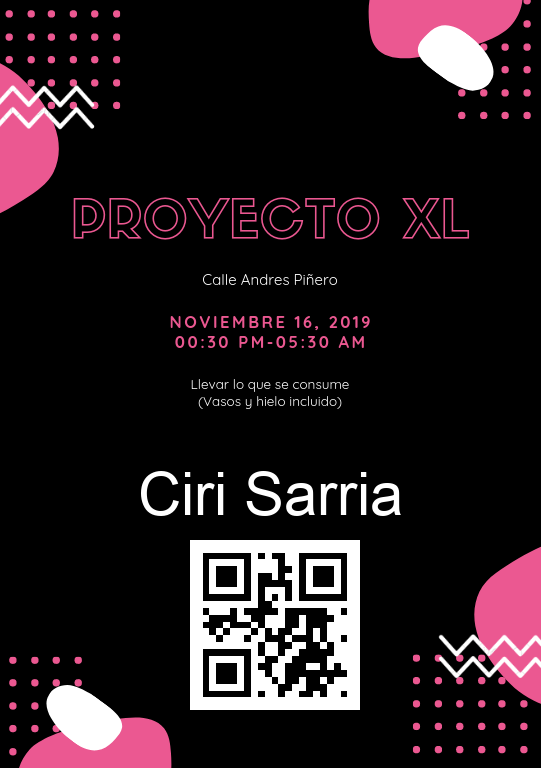 PROYECTO XL
Calle Andres Piñero
NOVIEMBRE 16, 2019
00:30 PM-05:30 AM
Llevar lo que se consume
(Vasos y hielo incluido)
Ciri Sarria